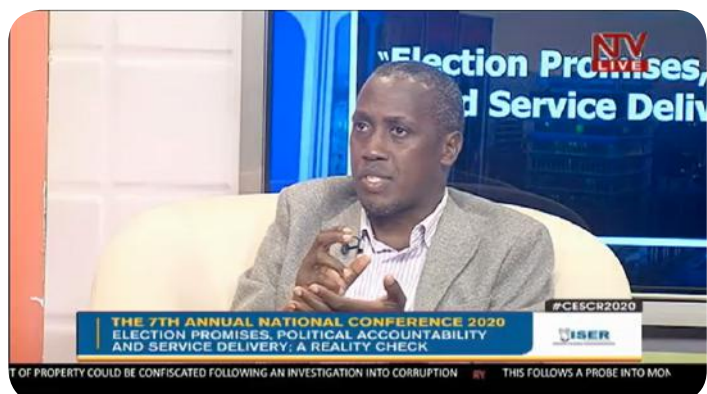 NTV
LIVE
"Election Promises,
d Service Deliv
#CESCR2020
THE 7TH ANNUAL NATIONAL CONFERENCE 2020
ELECTION PROMISES, POLITICAL ACCOUNTABILITY
AND SERVICE DELIVERY; A REALITY CHECK
ISER
T OF PROPERTY COULD BE CONFISCATED FOLLOWING AN INVESTIGATION INTO CORRUPTION THIS FOLLOWS A PROBE INTO MON